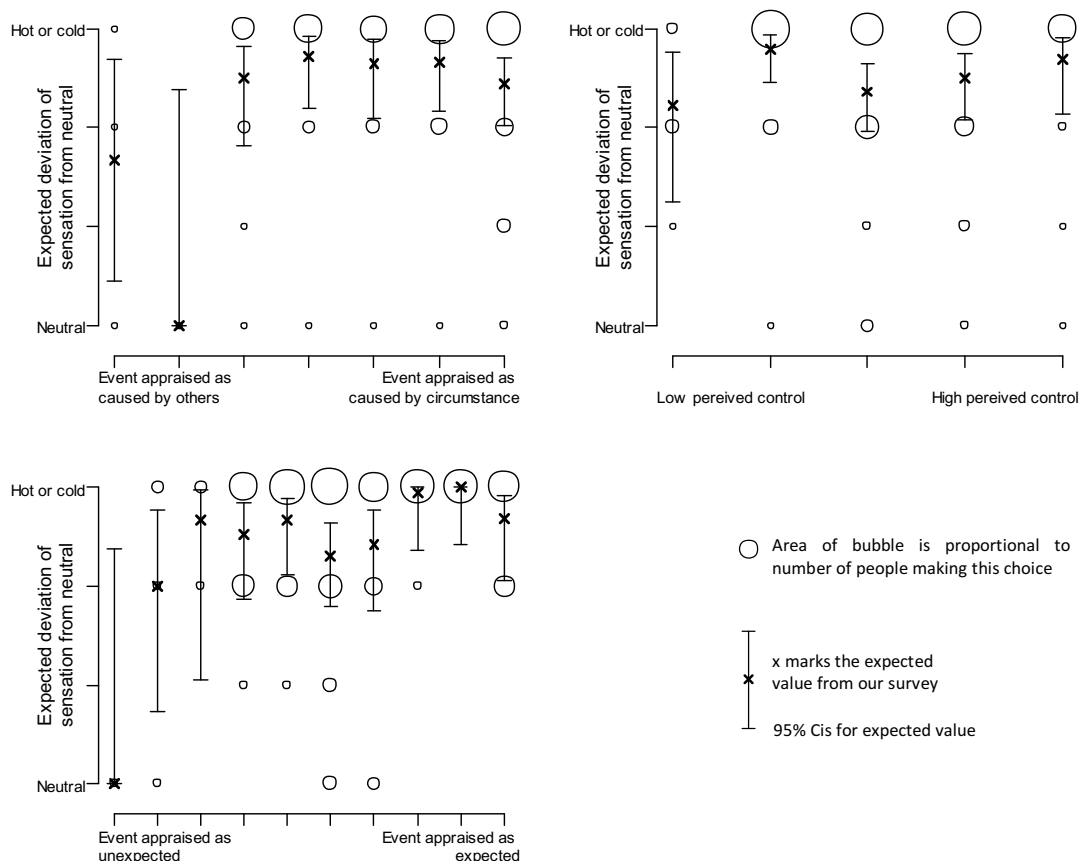 Hot or cold
Expected deviation of
sensation from neutral
Neutral
Event appraised as
caused by others
Event appraised as
caused by circumstance
Hot or cold
Expected deviation of
sensation from neutral
Neutral
Low pereived control
High pereived control
Hot or cold
Expected deviation of
sensation from neutral
Neutral
Event appraised as
unexpected
Event appraised as
expected
Area of bubble is proportional to
number of people making this choice
x marks the expected
value from our survey
95% Cis for expected value